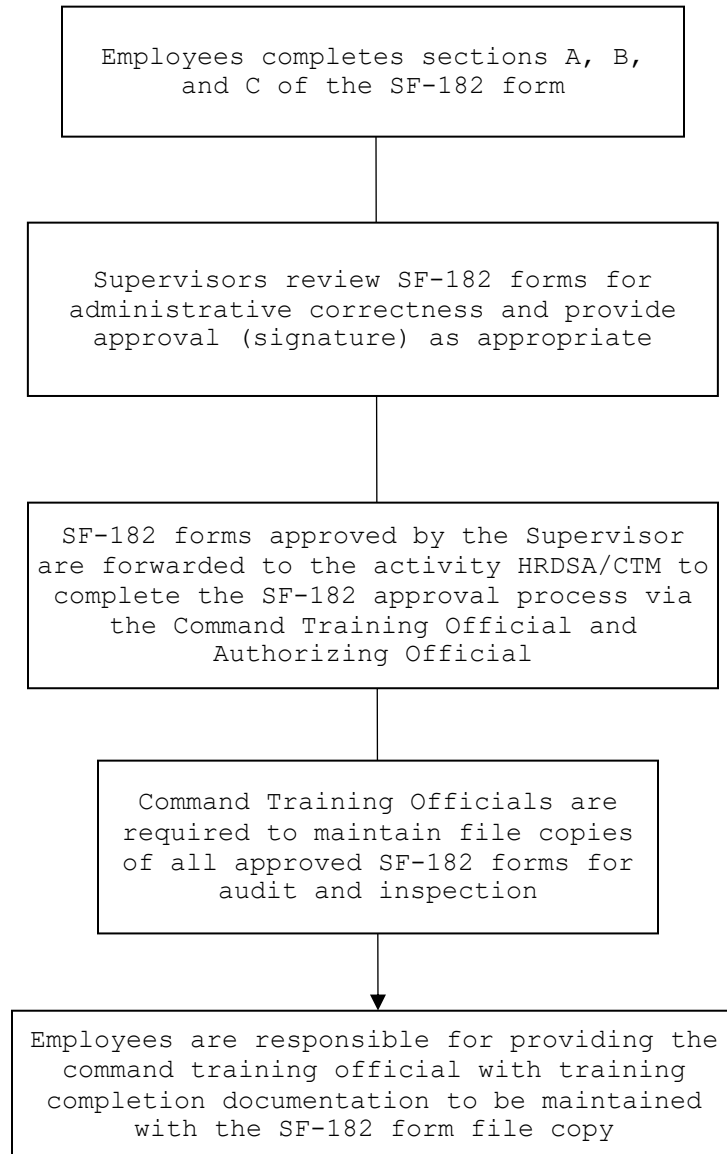 Employees completes sections A, B,
and C of the SF-182 form
Supervisors review SF-182 forms for
administrative correctness and provide
approval (signature) as appropriate
SF-182 forms approved by the Supervisor
are forwarded to the activity HRDSA/CTM to
complete the SF-182 approval process via
the Command Training Official and
Authorizing Official
Command Training Officials are
required to maintain file copies
of all approved SF-182 forms for
audit and inspection
Employees are responsible for providing the
command training official with training
completion documentation to be maintained
with the SF-182 form file copy